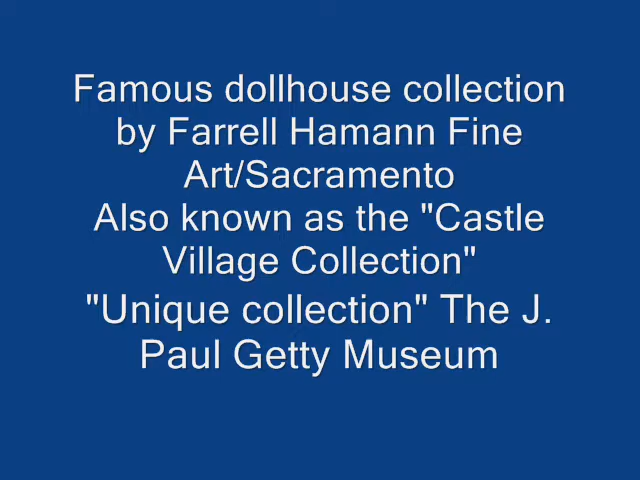 Famous dollhouse collection
by Farrell Hamann Fine
Art/Sacramento
Also known as the "Castle
Village Collection"
"Unique collection" The J.
Paul Getty Museum